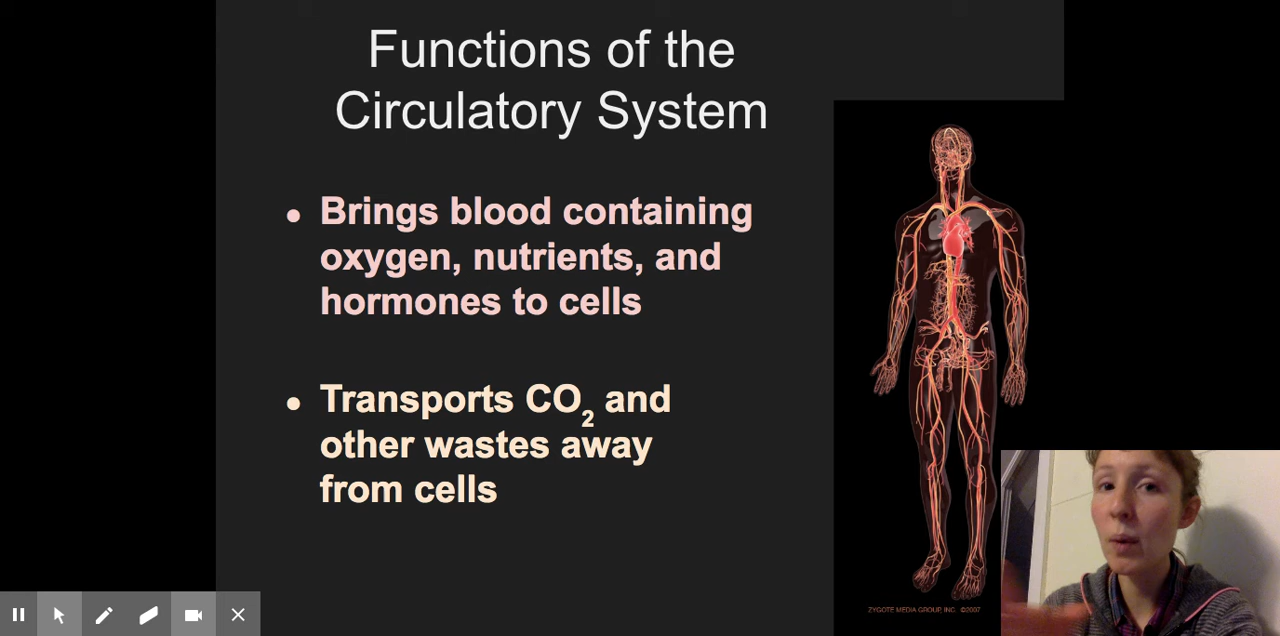 Functions of the
Circulatory System
● Brings blood containing
oxygen, nutrients, and
hormones to cells
● Transports CO₂ and
other wastes away
from cells
ZYGOTE MEDIA GROUP, INC. ©2007